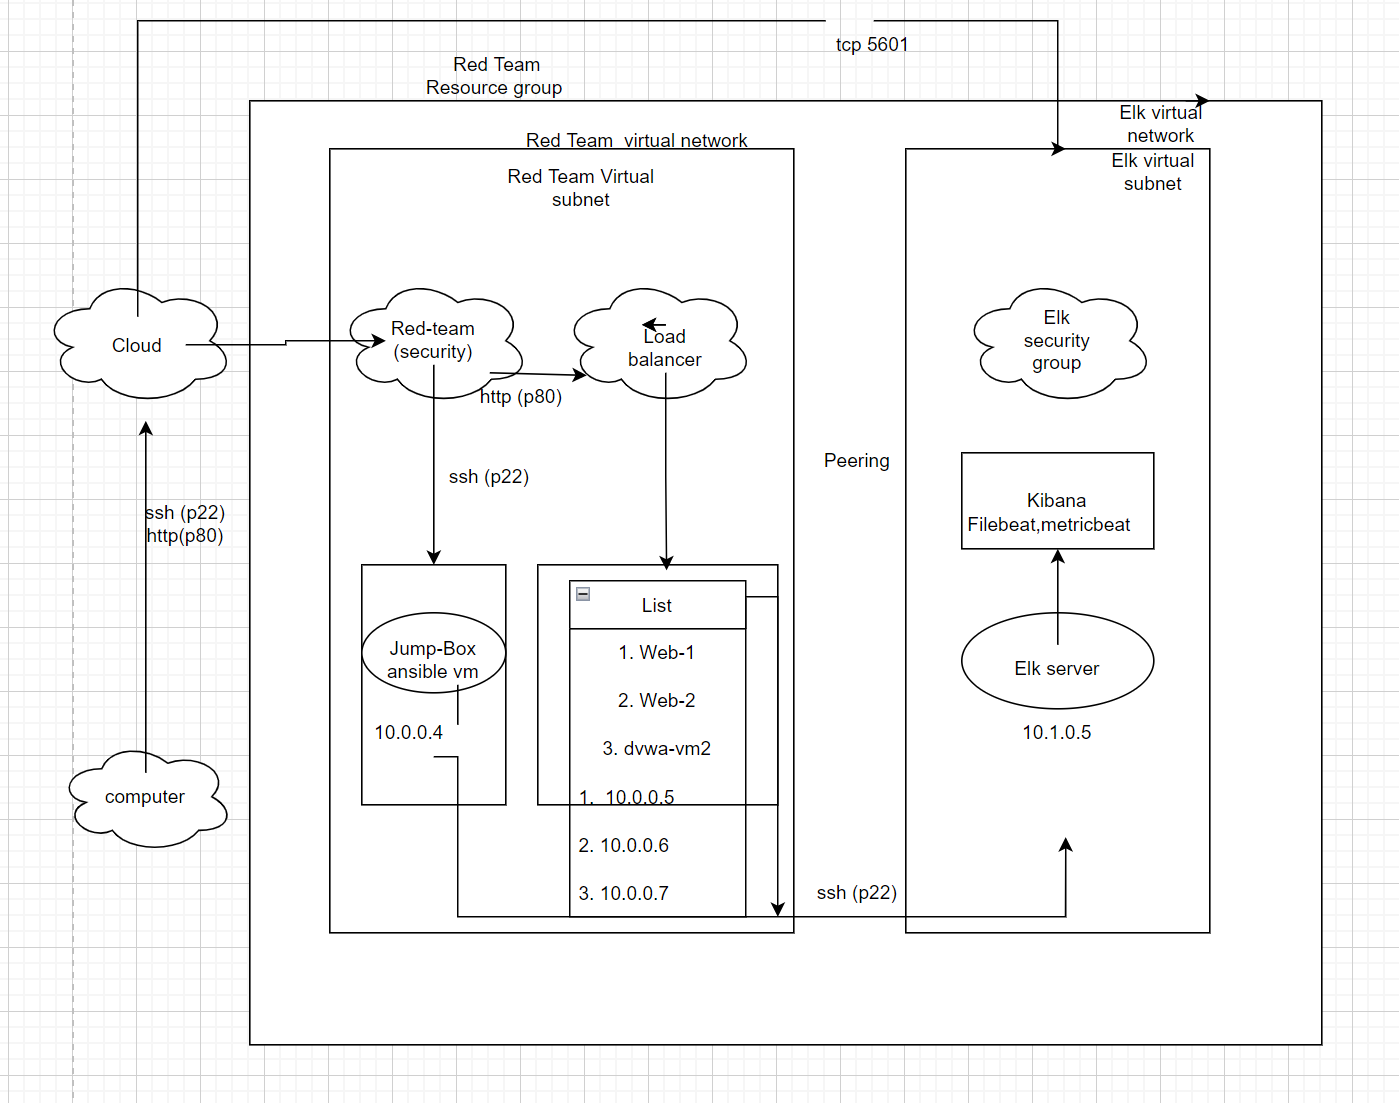 tcp 5601
Red Team
Resource group
Elk virtual
network
Red Team  virtual network
Elk virtual
subnet
Red Team Virtual
subnet
Cloud
Red-team
(security)
Load
balancer
http (p80)
Elk
security
group
Peering
ssh (p22)
Kibana
Filebeat,metricbeat
ssh (p22)
http(p80)
List
Jump-Box
ansible vm
10.0.0.4
1. Web-1
2. Web-2
3. dvwa-vm2
1.  10.0.0.5
2. 10.0.0.6
3. 10.0.0.7
Elk server
10.1.0.5
computer
ssh (p22)